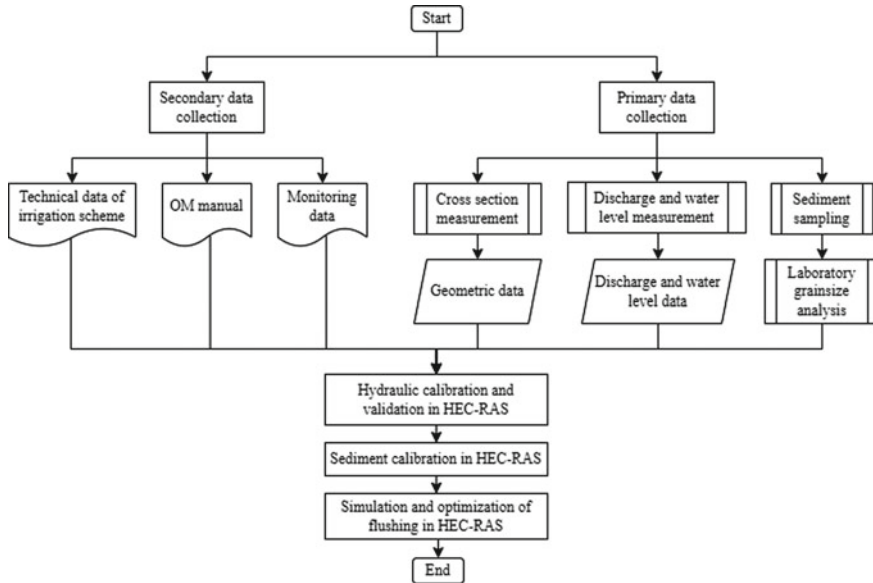 Start
Secondary data
collection
Primary data
collection
Technical data of
irrigation scheme
OM manual
Monitoring
data
Cross section
measurement
Discharge and water
level measurement
Sediment
sampling
Geometric data
Discharge and water
level data
Laboratory
grainsize
analysis
Hydraulic calibration and
validation in HEC-RAS
Sediment calibration in HEC-RAS
Simulation and optimization of
flushing in HEC-RAS
End